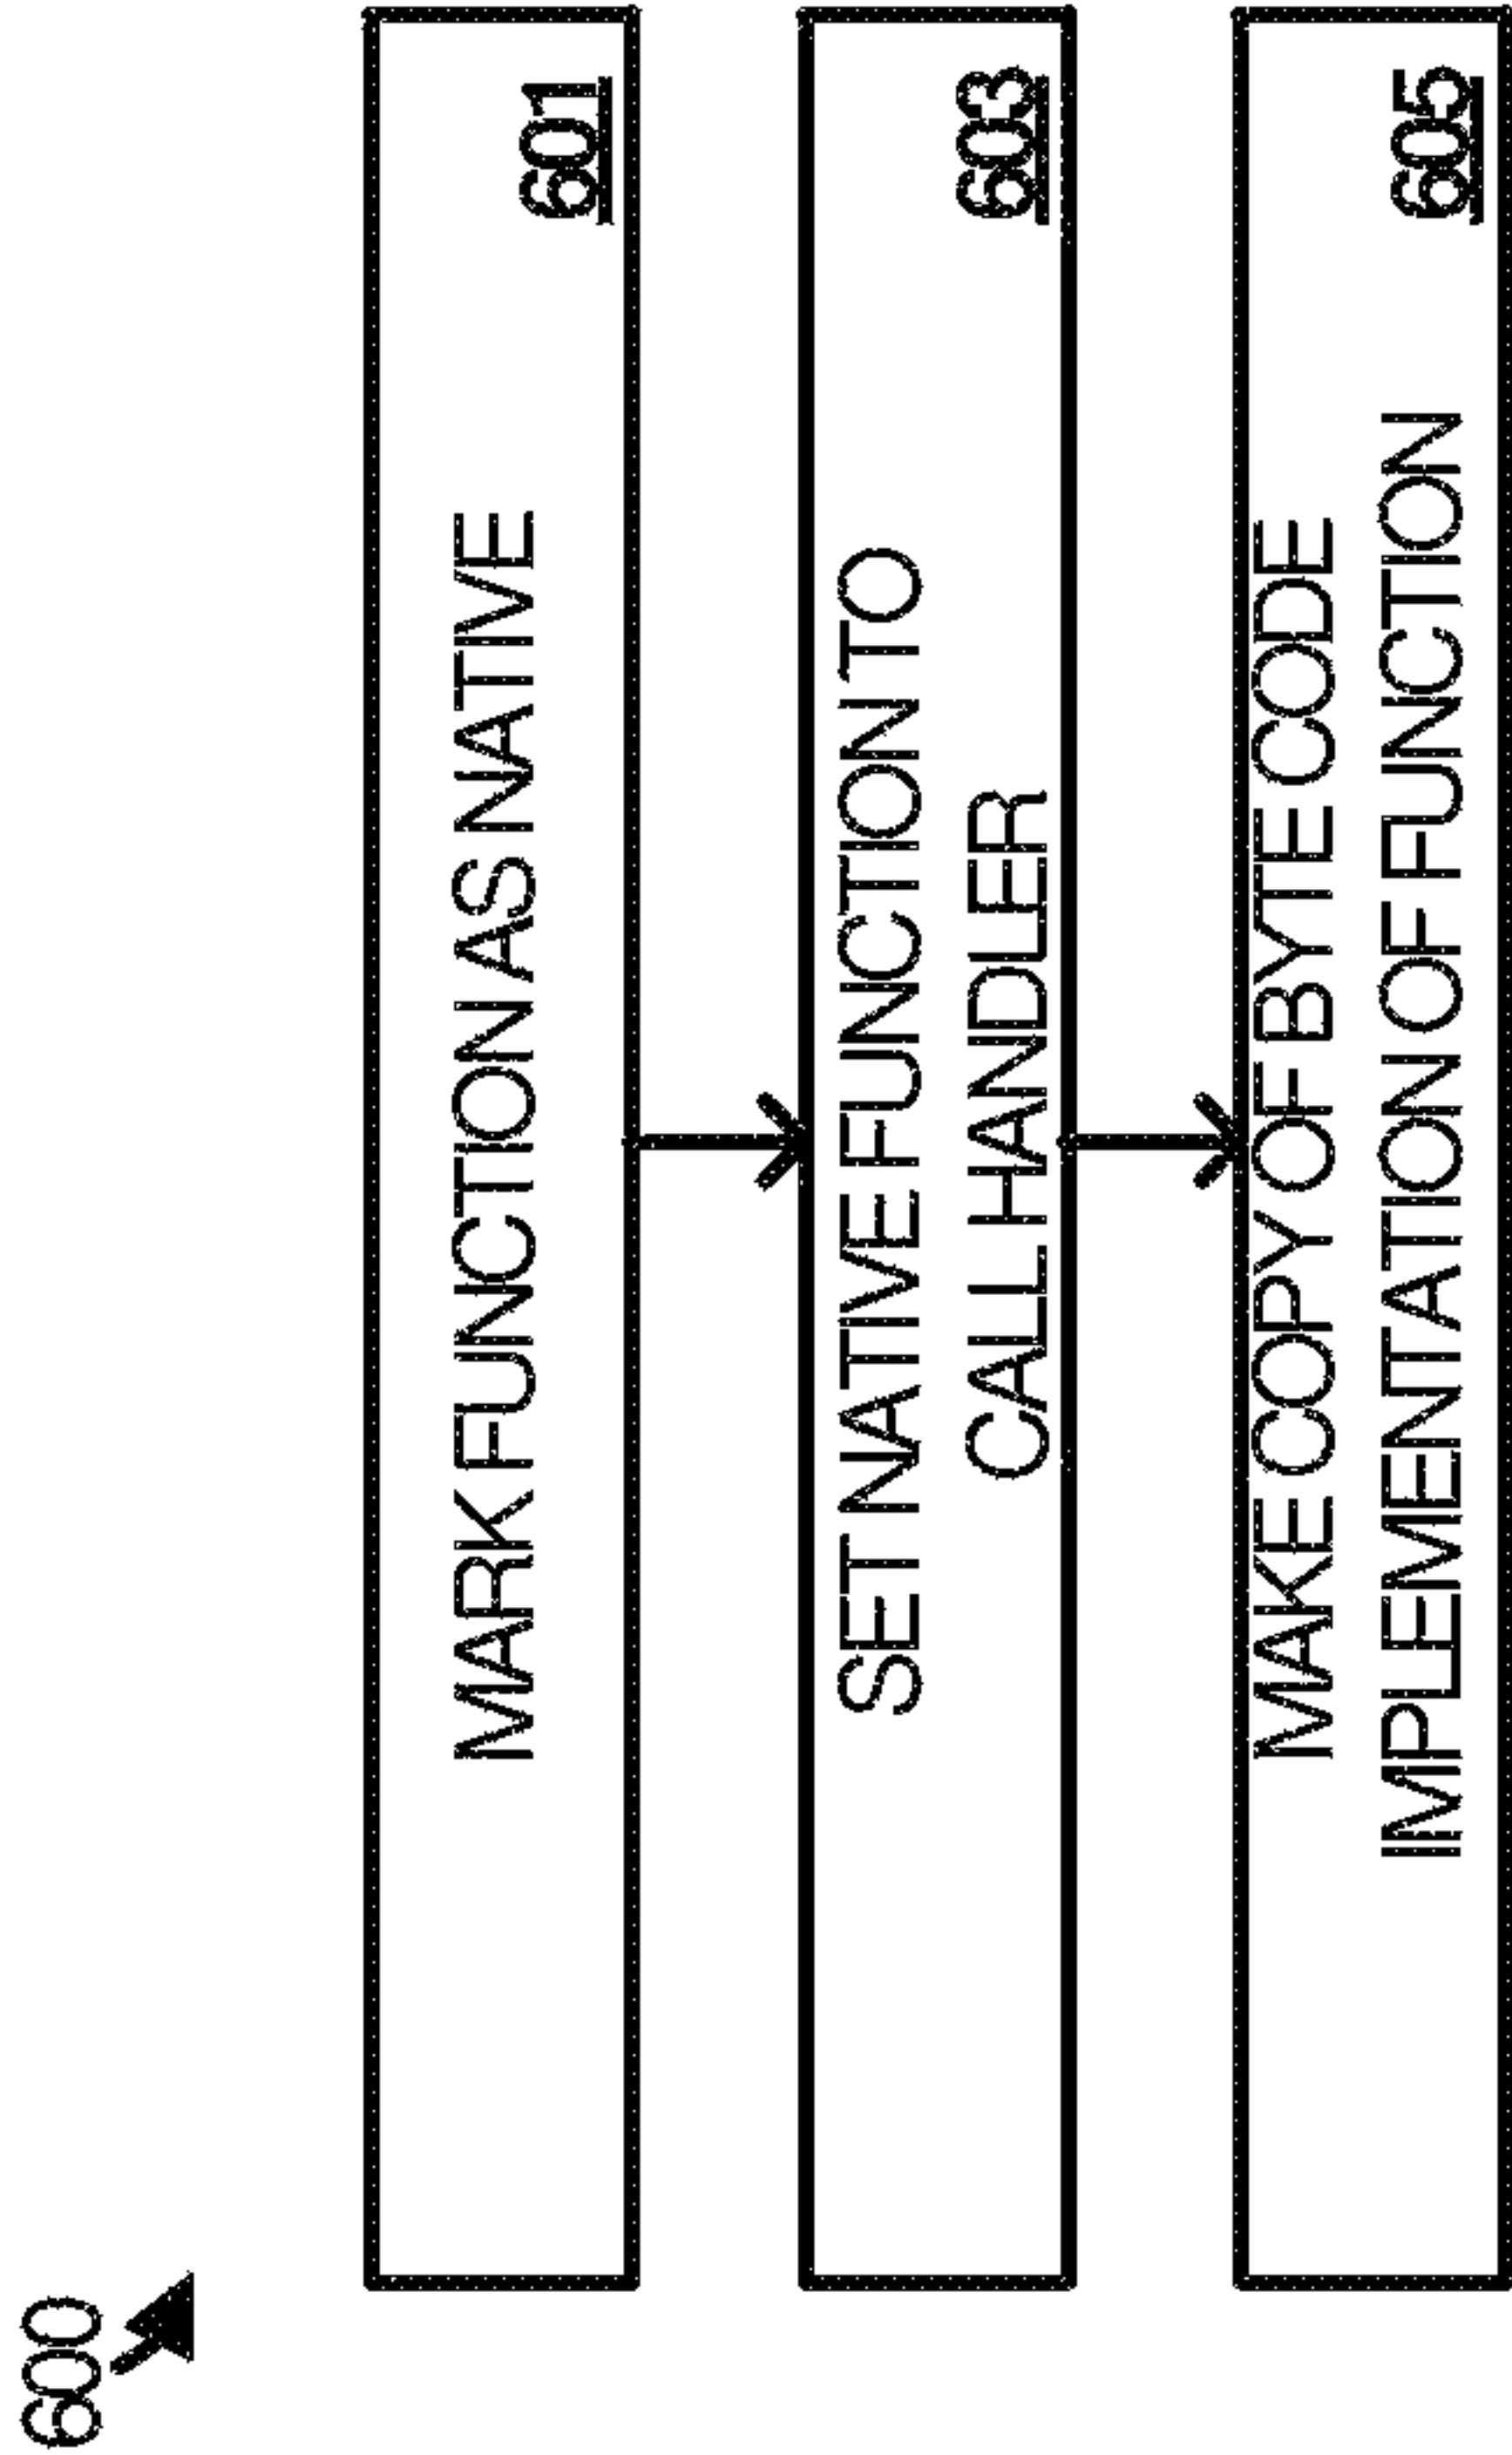 600
MARK FUNCTION AS NATIVE
601
SET NATIVE FUNCTION TO
CALL HANDLER
603
MAKE COPY OF BYTE CODE
IMPLEMENTATION OF FUNCTION
605